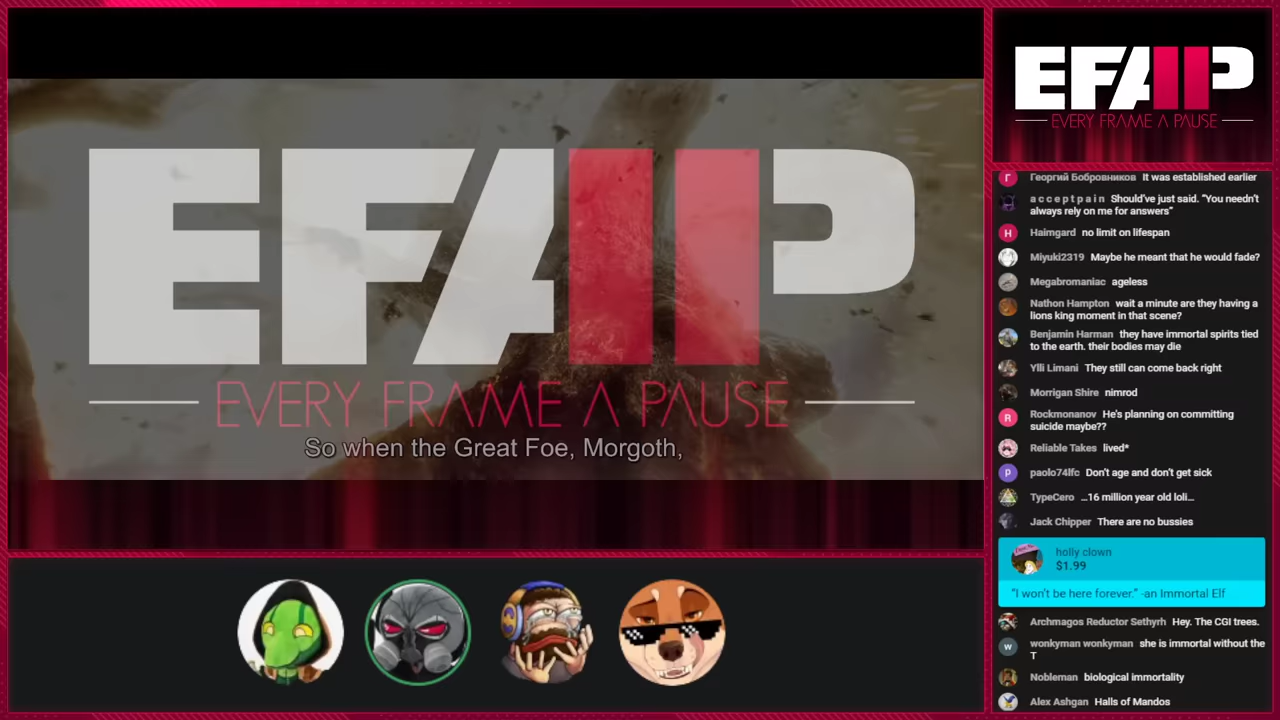 EFAP
EVERY FRAME A PAUSE
So when the Great Foe, Morgoth,
EFAP
EVERY FRAME A PAUSE
Г Георгий Бобровников It was established earlier
a c c e p t p a i n Should've just said. “You needn't
always rely on me for answers”
H Haimgard no limit on lifespan
Miyuki2319 Maybe he meant that he would fade?
Megabromaniac ageless
Nathon Hampton wait a minute are they having a
lions king moment in that scene?
Benjamin Harman they have immortal spirits tied
to the earth. their bodies may die
Ylli Limani They still can come back right
Morrigan Shire nimrod
R Rockmonanov He's planning on committing
suicide maybe??
Reliable Takes lived*
p paolo74lfc Don't age and don't get sick
TypeCero ...16 million year old loli...
Jack Chipper There are no bussies
holly clown
$1.99
“I won't be here forever.” -an Immortal Elf
Archmagos Reductor Sethyrh Hey. The CGI trees.
w wonkyman wonkyman she is immortal without the
T
Nobleman biological immortality
Alex Ashgan Halls of Mandos